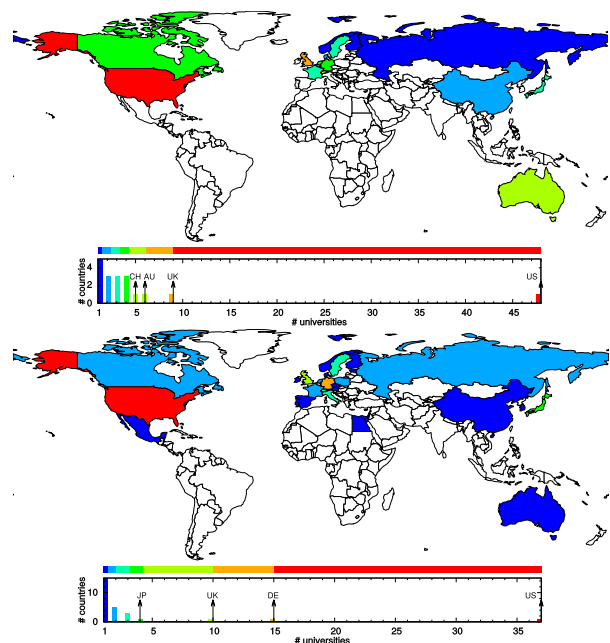 # countries
4
2
0
CH AU UK US
1 5 10 15 20 25 30 35 40 45
# universities
# countries
10
0
JP UK DE US
1 5 10 15 20 25 30 35
# universities